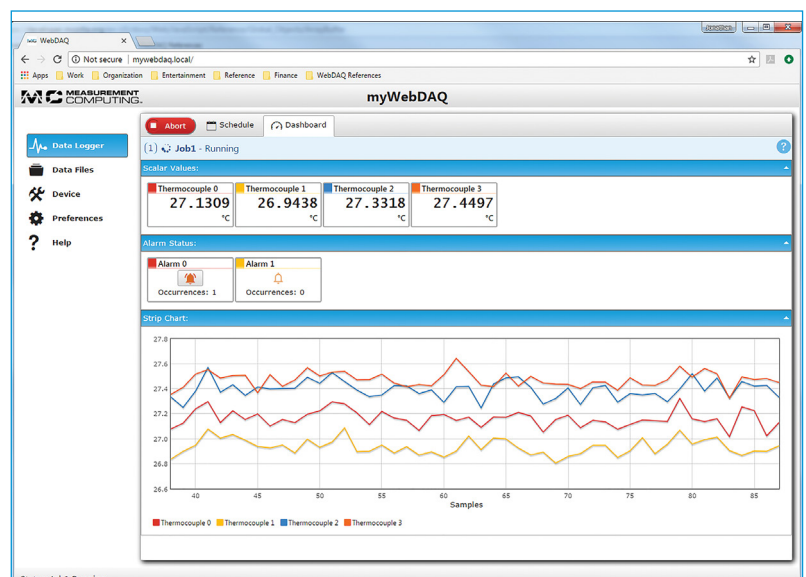 WebDAQ
Not secure | mywebdaq.local/
Apps Work Organization Entertainment Reference Finance WebDAQ References
MEASUREMENT COMPUTING.
myWebDAQ
Abort Schedule Dashboard
(1) Job1 - Running
Data Logger
Data Files
Device
Preferences
? Help
Scalar Values:
Thermocouple 0 Thermocouple 1 Thermocouple 2 Thermocouple 3
27.1309 26.9438 27.3318 27.4497
°C °C °C °C
Alarm Status:
Alarm 0 Alarm 1
Occurrences: 1 Occurrences: 0
Strip Chart:
27.8
27.6
27.4
27.2
27.0
26.8
26.6
40 45 50 55 60 65 70 75 80 85
Samples
Thermocouple 0 Thermocouple 1 Thermocouple 2 Thermocouple 3